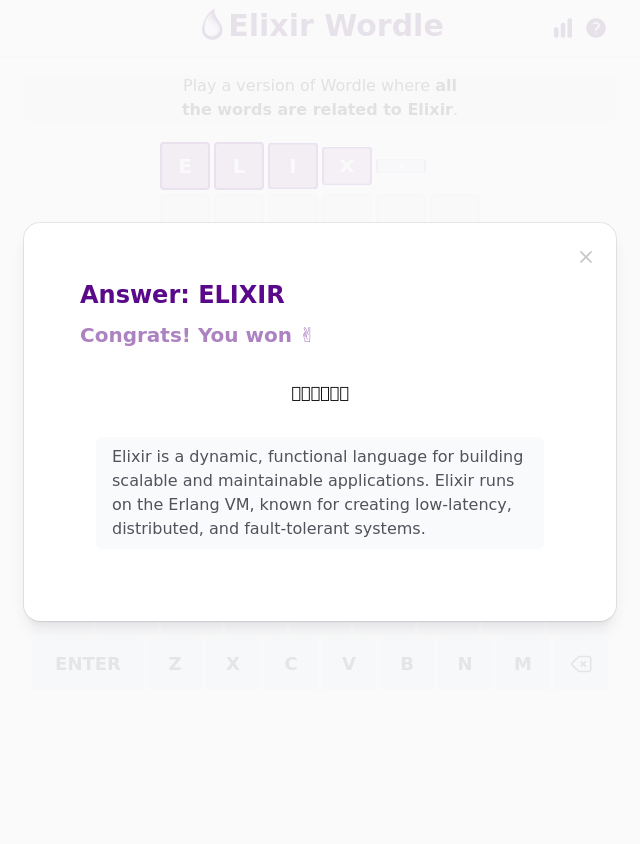 Elixir Wordle
?
Play a version of Wordle where all
the words are related to Elixir.
E L I X
Answer: ELIXIR
Congrats! You won ✌
Elixir is a dynamic, functional language for building
scalable and maintainable applications. Elixir runs
on the Erlang VM, known for creating low-latency,
distributed, and fault-tolerant systems.
ENTER Z X C V B N M